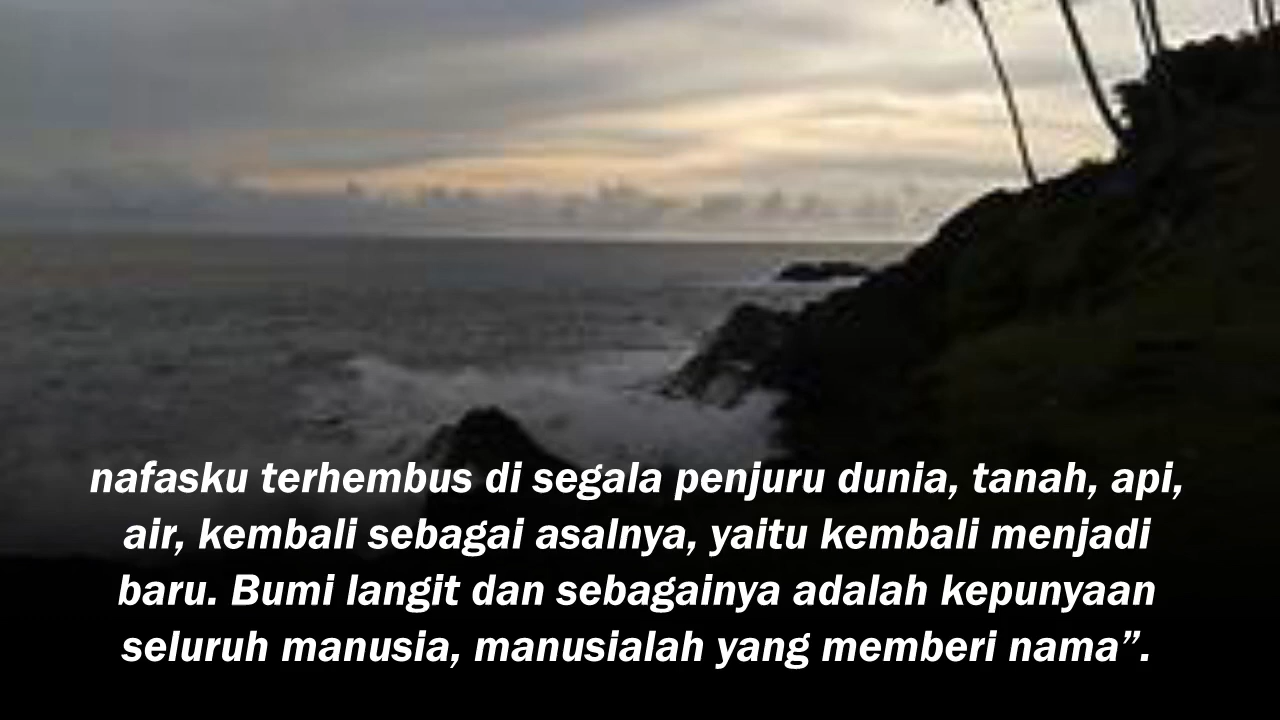 nafasku terhembus di segala penjuru dunia, tanah, api,
air, kembali sebagai asalnya, yaitu kembali menjadi
baru. Bumi langit dan sebagainya adalah kepunyaan
seluruh manusia, manusialah yang memberi nama”.